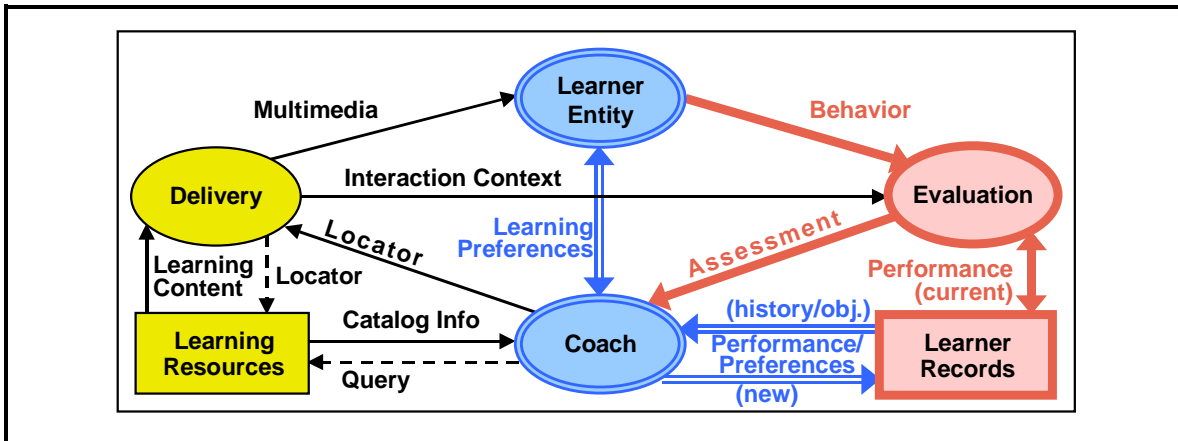 Learner
Entity
Multimedia
Behavior
Delivery
Interaction Context
Evaluation
Learning
Preferences
Locator
Assessment
Learning
Content
Locator
Performance
(current)
Learning
Resources
Catalog Info
Query
Coach
(history/obj.)
Performance/
Preferences
(new)
Learner
Records